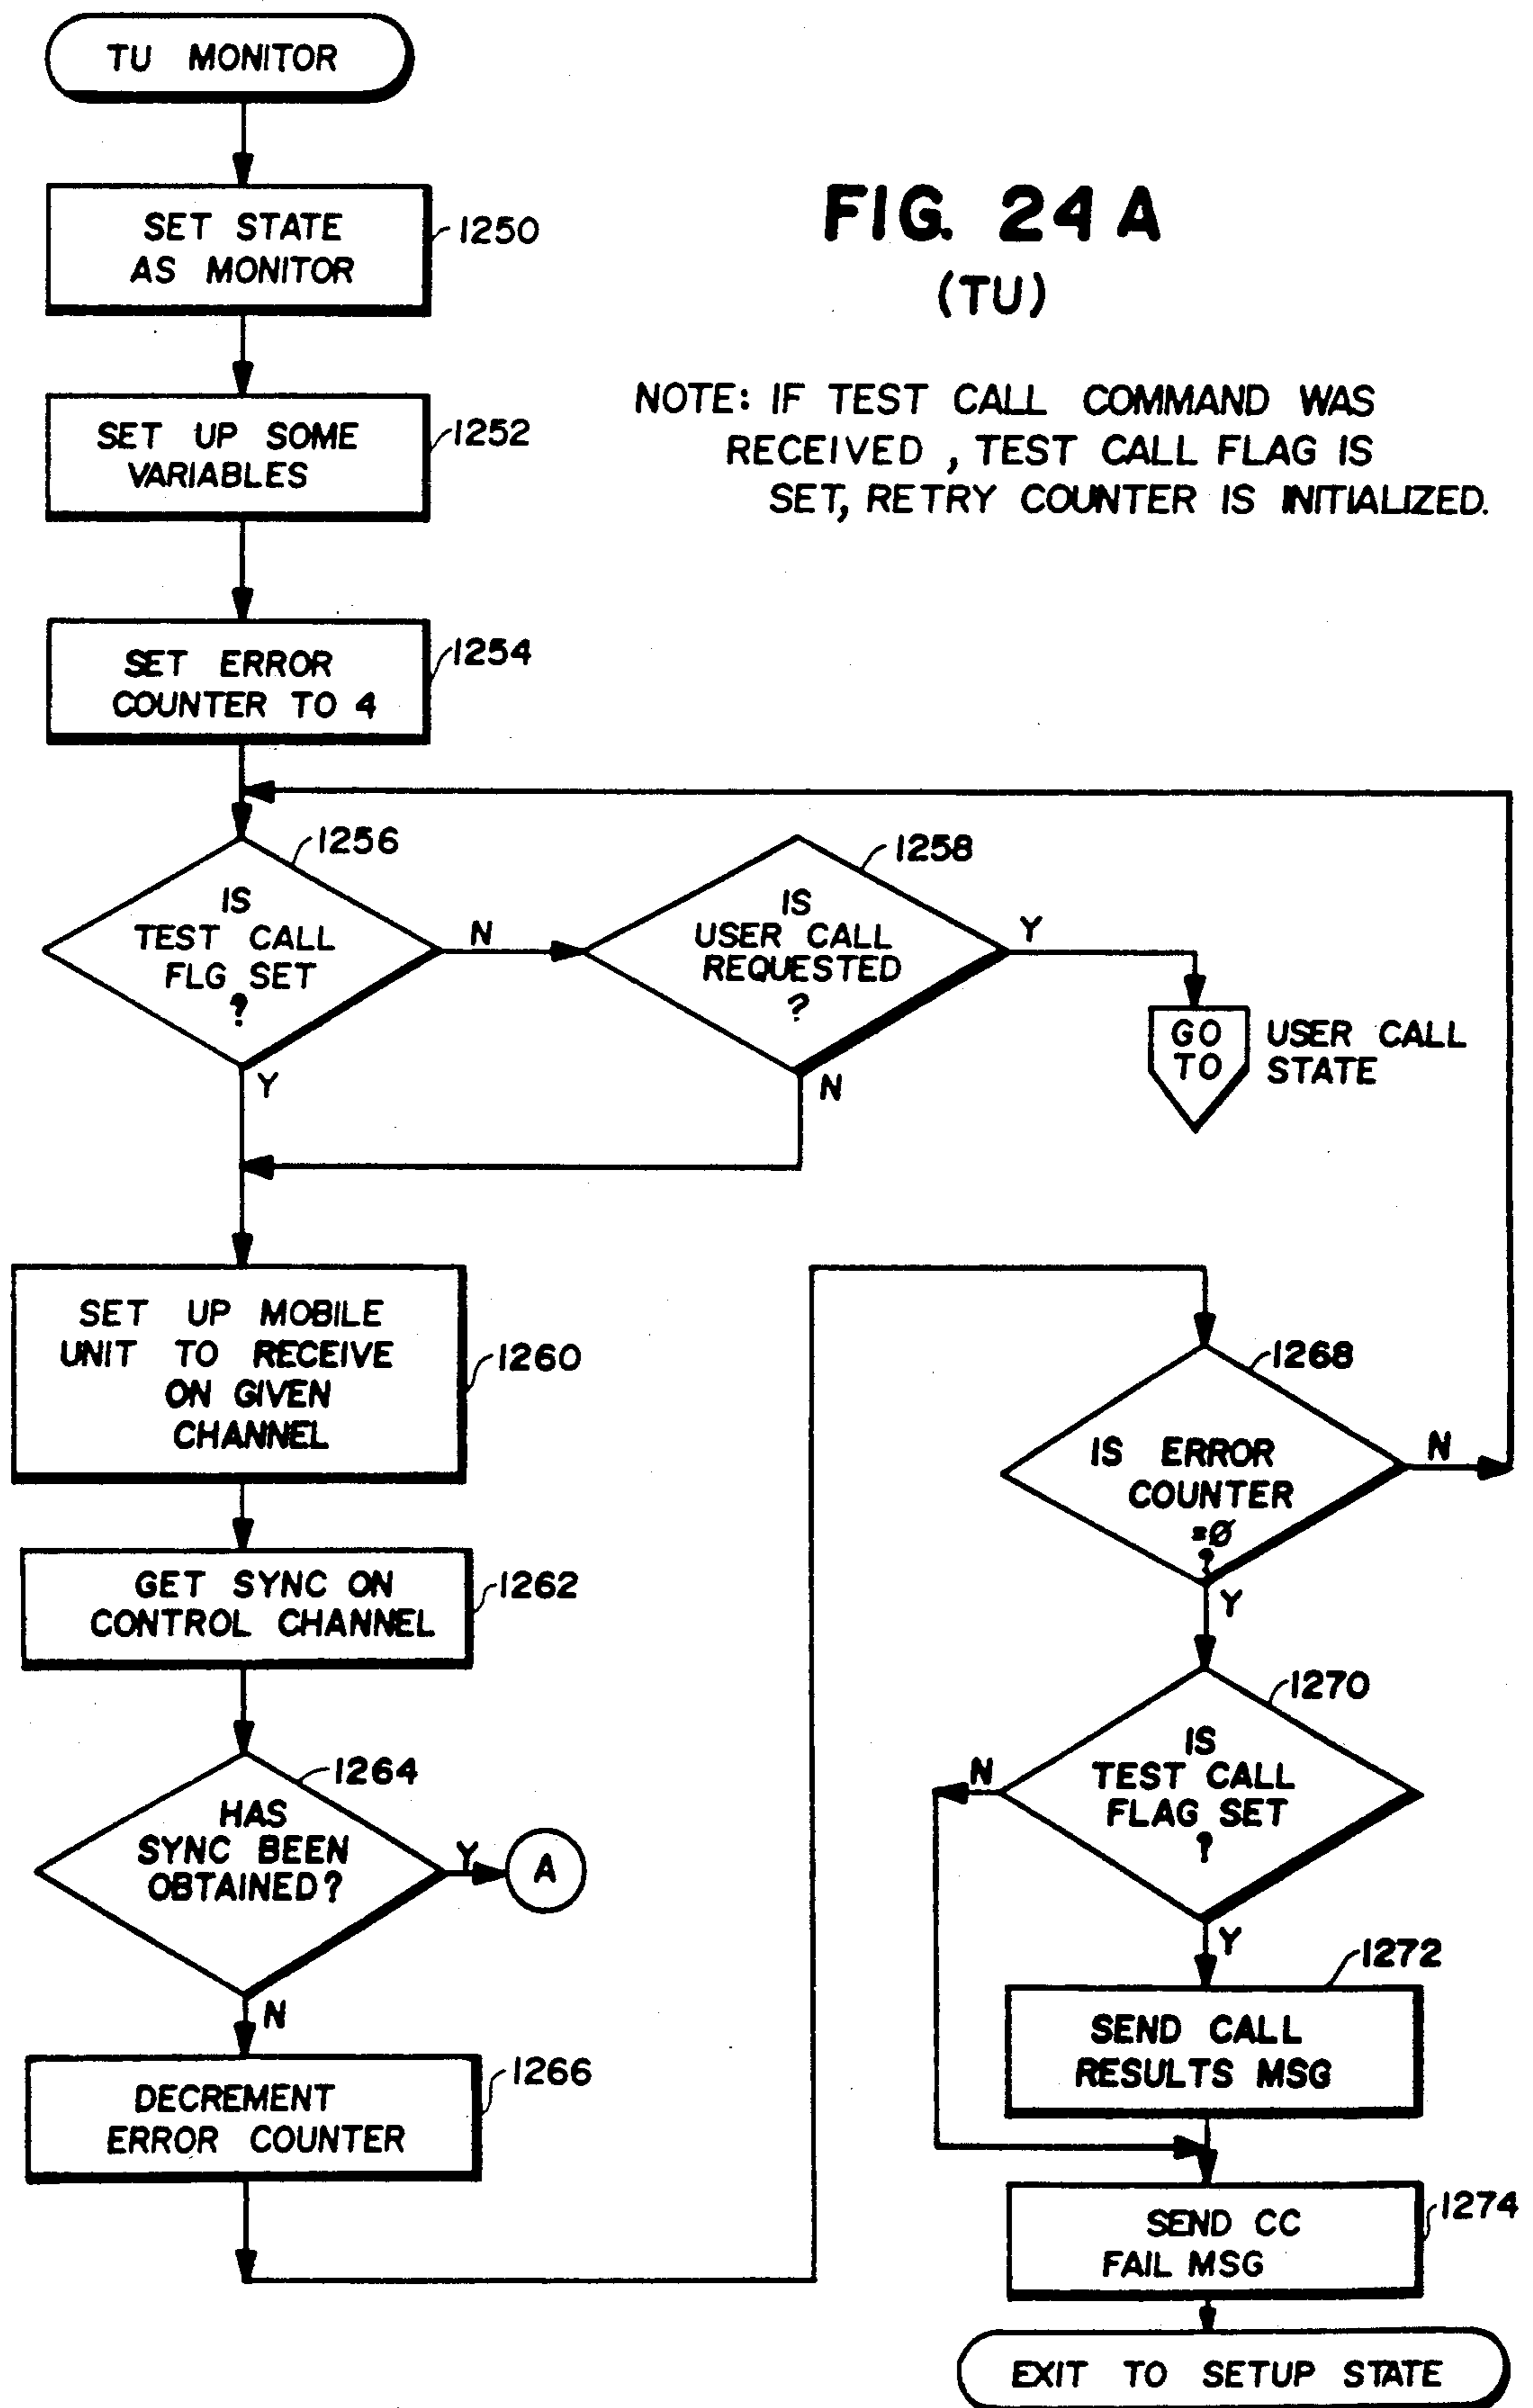 TU MONITOR
SET STATE
AS MONITOR
1250
FIG. 24A
(TU)
NOTE: IF TEST CALL COMMAND WAS
RECEIVED , TEST CALL FLAG IS
SET, RETRY COUNTER IS INITIALIZED.
SET UP SOME
VARIABLES
1252
SET ERROR
COUNTER TO 4
1254
1256
IS
TEST CALL
FLG SET
?
N
Y
1258
IS
USER CALL
REQUESTED
?
Y
N
GO
TO
USER CALL
STATE
SET UP MOBILE
UNIT TO RECEIVE
ON GIVEN
CHANNEL
1260
GET SYNC ON
CONTROL CHANNEL
1262
1264
HAS
SYNC BEEN
OBTAINED?
Y
A
N
DECREMENT
ERROR COUNTER
1266
1268
IS ERROR
COUNTER
=Ø
?
N
Y
1270
IS
TEST CALL
FLAG SET
?
N
Y
1272
SEND CALL
RESULTS MSG
SEND CC
FAIL MSG
1274
EXIT TO SETUP STATE